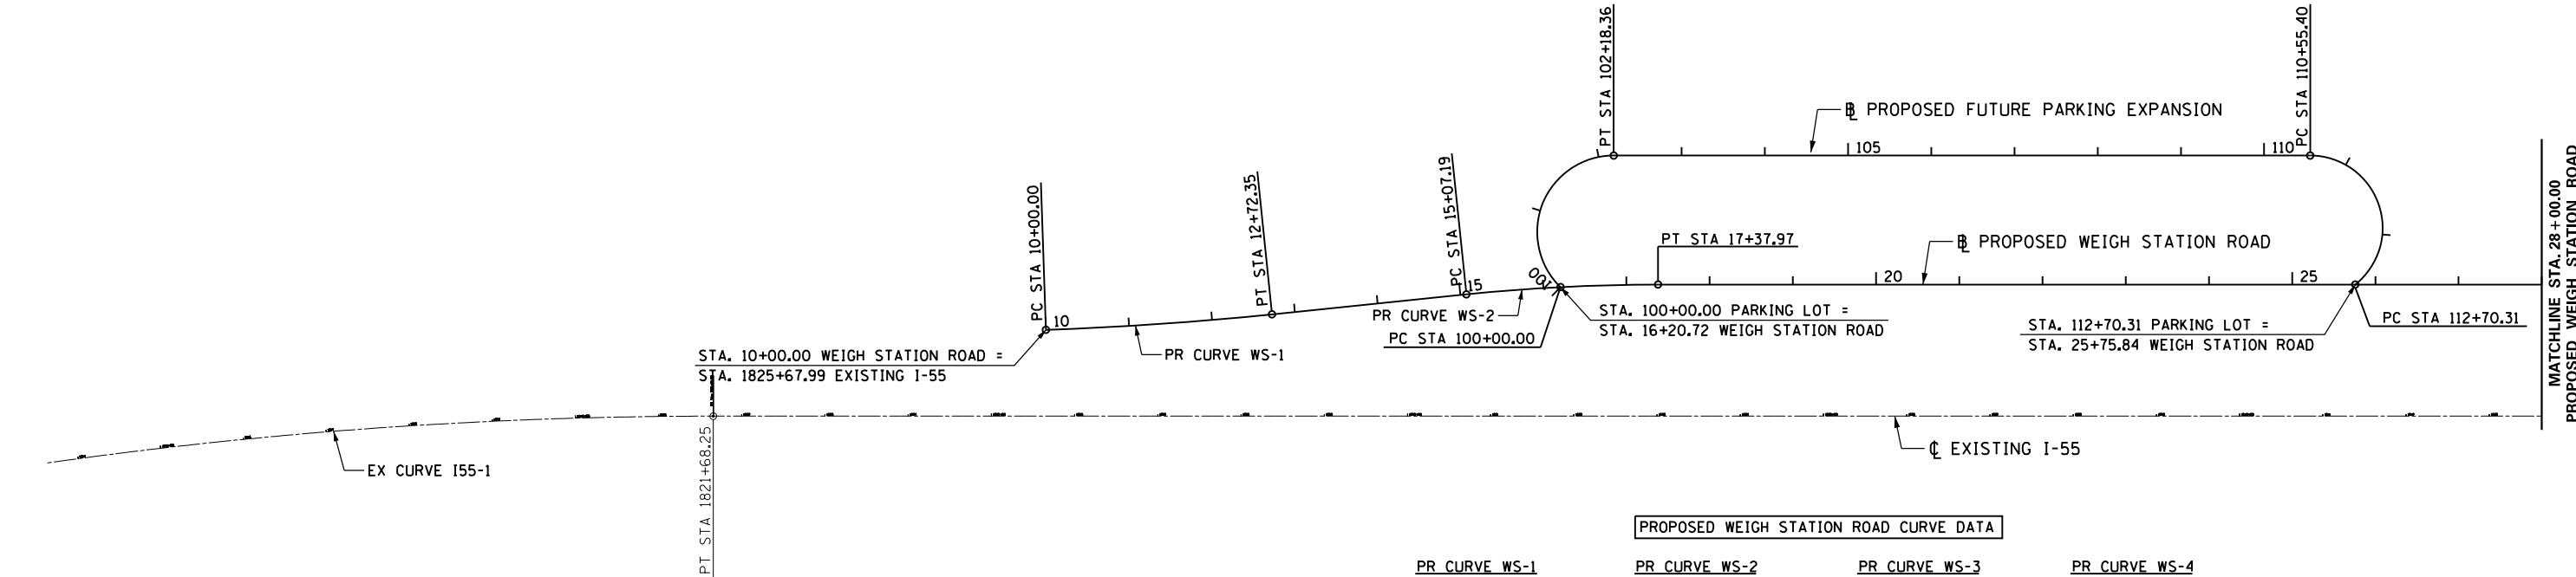 PT STA 102+18.36
PC STA 110+55.40
℄ PROPOSED FUTURE PARKING EXPANSION
105
110
PC STA 10+00.00
PT STA 12+72.35
PC STA 15+07.19
PT STA 17+37.97
℄ PROPOSED WEIGH STATION ROAD
10
15
100
20
25
PR CURVE WS-1
PR CURVE WS-2
PC STA 100+00.00
STA. 100+00.00 PARKING LOT =
STA. 16+20.72 WEIGH STATION ROAD
STA. 112+70.31 PARKING LOT =
STA. 25+75.84 WEIGH STATION ROAD
PC STA 112+70.31
MATCHLINE STA. 28+00.00
PROPOSED WEIGH STATION ROAD
STA. 10+00.00 WEIGH STATION ROAD =
STA. 1825+67.99 EXISTING I-55
EX CURVE I55-1
PT STA 1821+68.25
℄ EXISTING I-55
PROPOSED WEIGH STATION ROAD CURVE DATA
PR CURVE WS-1
PR CURVE WS-2
PR CURVE WS-3
PR CURVE WS-4